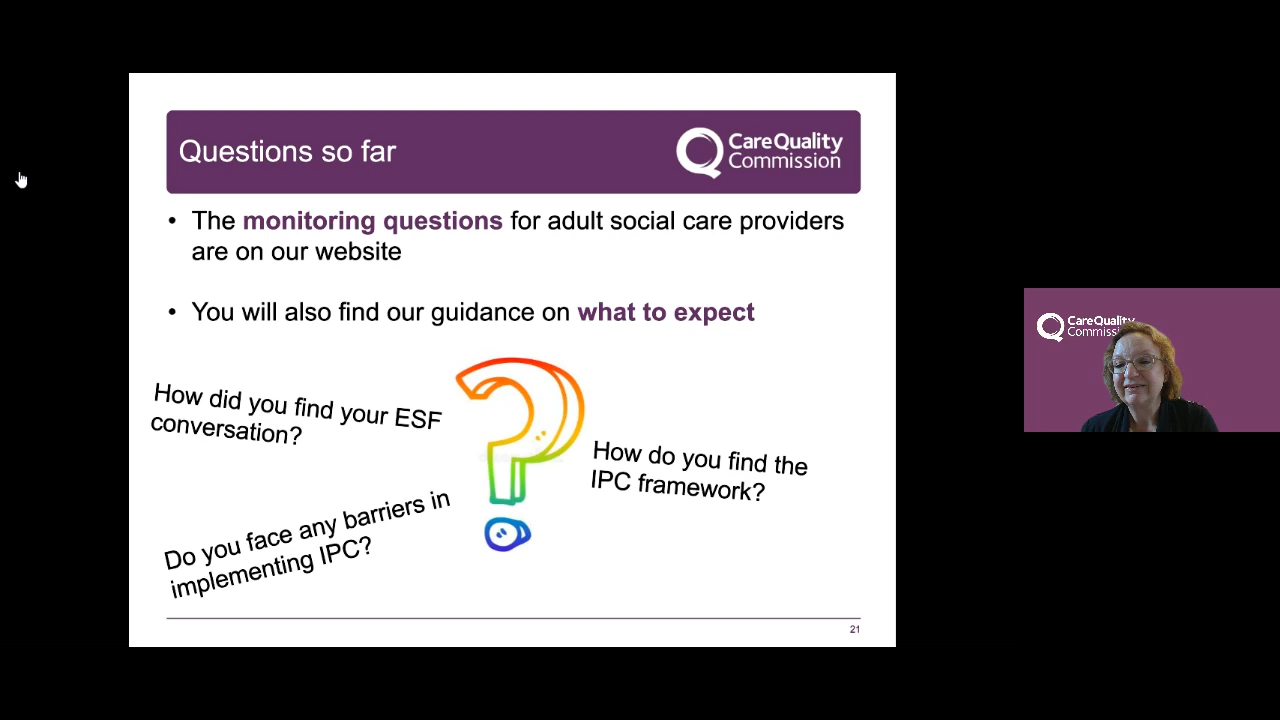 Questions so far
CareQuality
Commission
• The monitoring questions for adult social care providers
are on our website
• You will also find our guidance on what to expect
How did you find your ESF
conversation?
How do you find the
IPC framework?
Do you face any barriers in
implementing IPC?
21
CareQuality